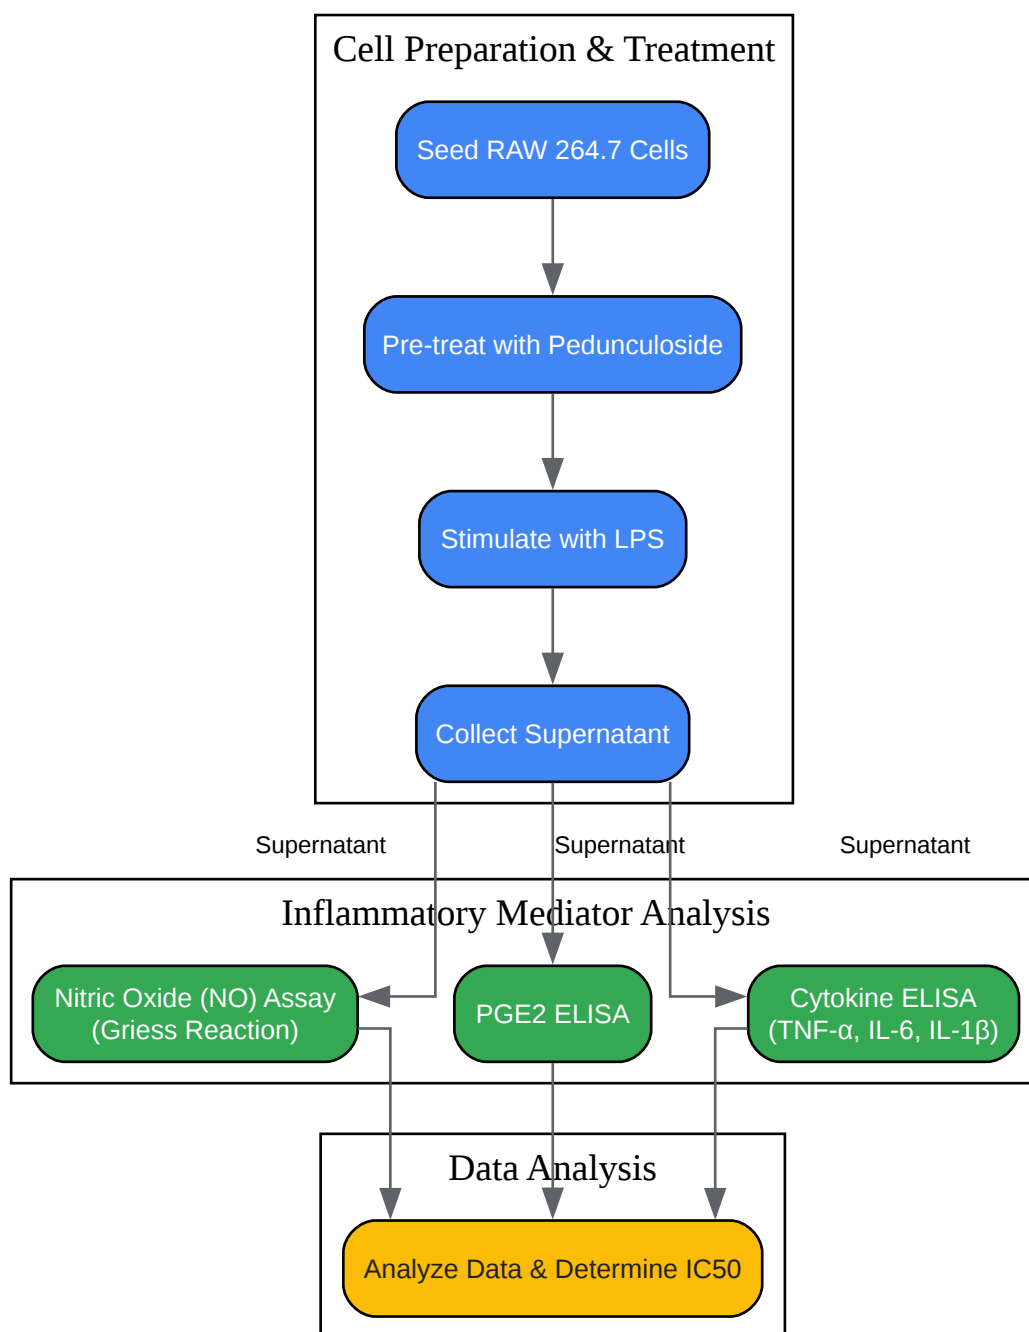 Cell Preparation & Treatment
Seed RAW 264.7 Cells
Pre-treat with Pedunculoside
Stimulate with LPS
Collect Supernatant
Supernatant
Supernatant
Supernatant
Inflammatory Mediator Analysis
Nitric Oxide (NO) Assay
(Griess Reaction)
PGE2 ELISA
Cytokine ELISA
(TNF-α, IL-6, IL-1β)
Data Analysis
Analyze Data & Determine IC50